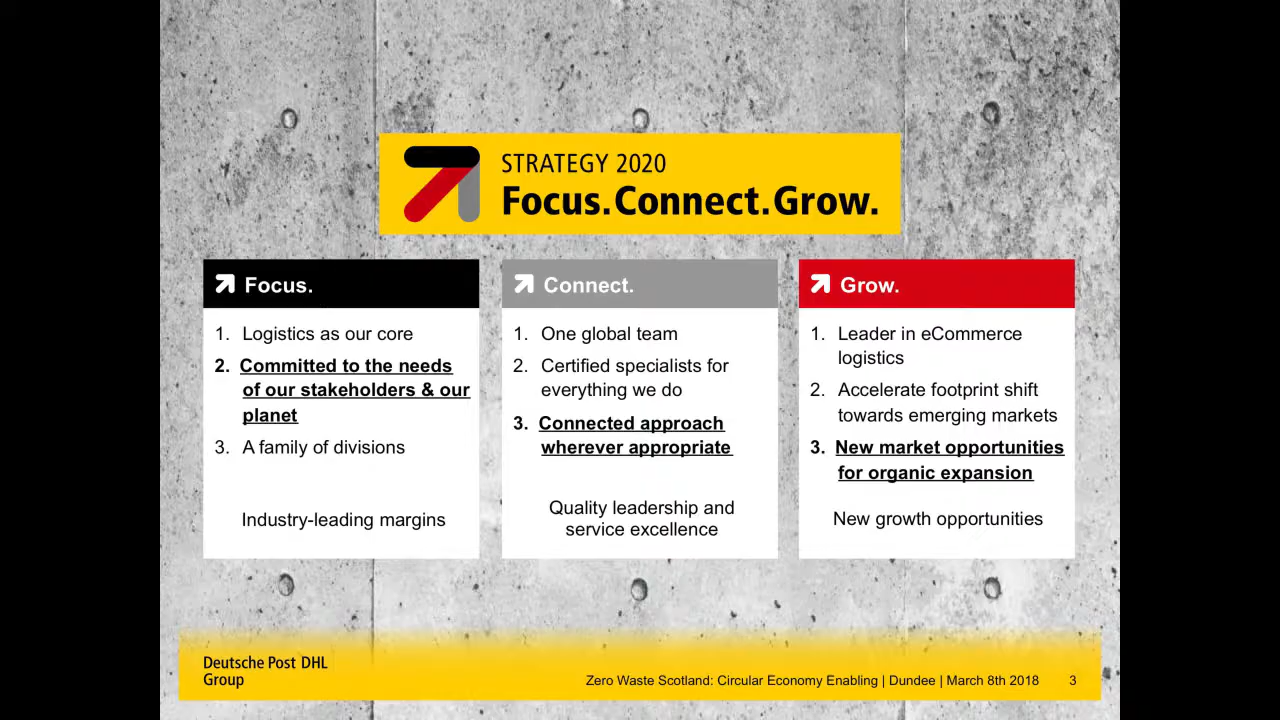 STRATEGY 2020
Focus.Connect.Grow.
Focus.
1. Logistics as our core
2. Committed to the needs
of our stakeholders & our
planet
3. A family of divisions
Industry-leading margins
Connect.
1. One global team
2. Certified specialists for
everything we do
3. Connected approach
wherever appropriate
Quality leadership and
service excellence
Grow.
1. Leader in eCommerce
logistics
2. Accelerate footprint shift
towards emerging markets
3. New market opportunities
for organic expansion
New growth opportunities
Deutsche Post DHL
Group
Zero Waste Scotland: Circular Economy Enabling | Dundee | March 8th 2018 3